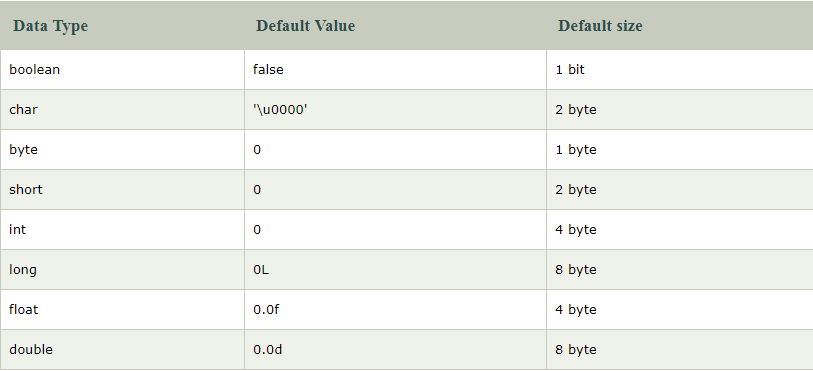 Data Type Default Value Default size
boolean false 1 bit
char '\u0000' 2 byte
byte 0 1 byte
short 0 2 byte
int 0 4 byte
long 0L 8 byte
float 0.0f 4 byte
double 0.0d 8 byte